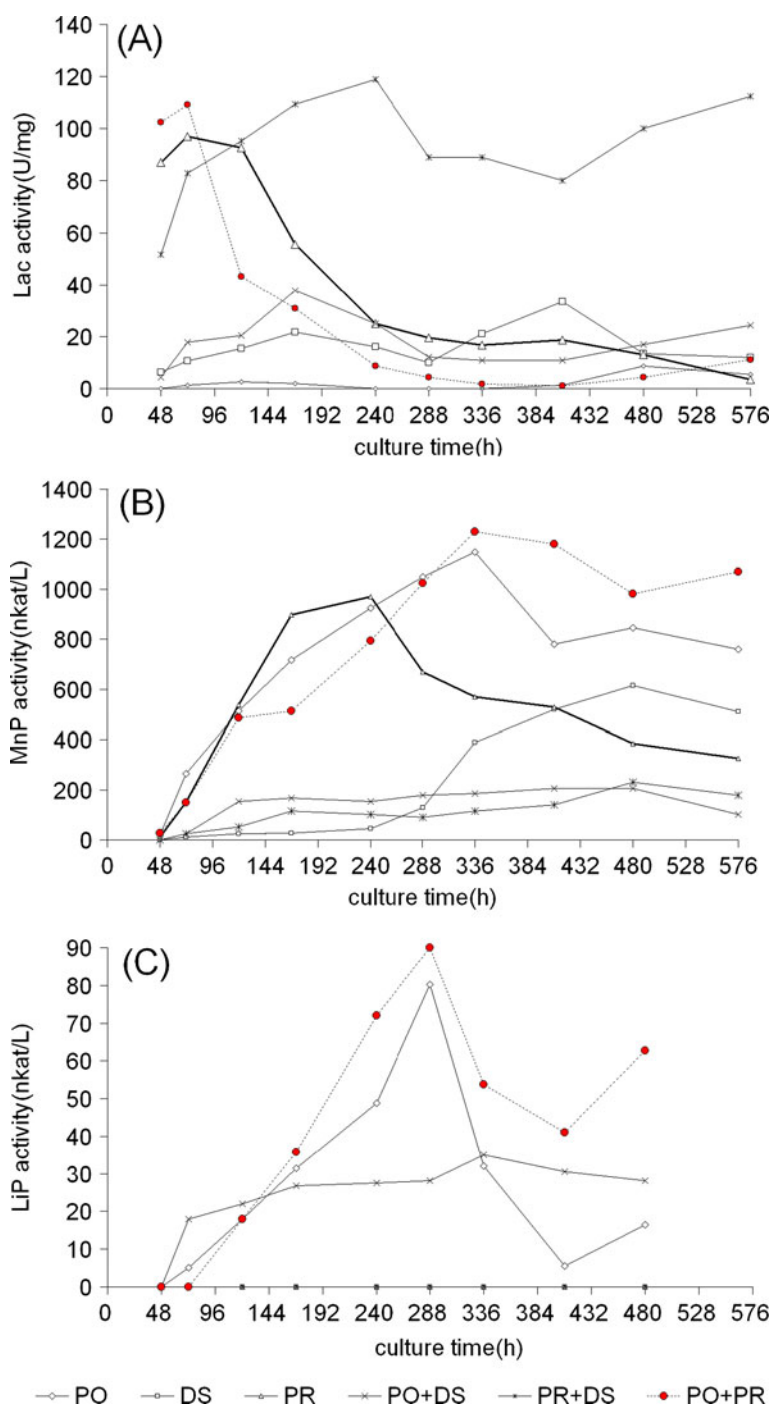 (A)
Lac activity(U/mg)
140
120
100
80
60
40
20
0
0 48 96 144 192 240 288 336 384 432 480 528 576
culture time(h)
(B)
MnP activity(nkat/L)
1400
1200
1000
800
600
400
200
0
0 48 96 144 192 240 288 336 384 432 480 528 576
culture time(h)
(C)
LiP activity(nkat/L)
90
80
70
60
50
40
30
20
10
0
0 48 96 144 192 240 288 336 384 432 480 528 576
culture time(h)
PO DS PR PO+DS PR+DS PO+PR